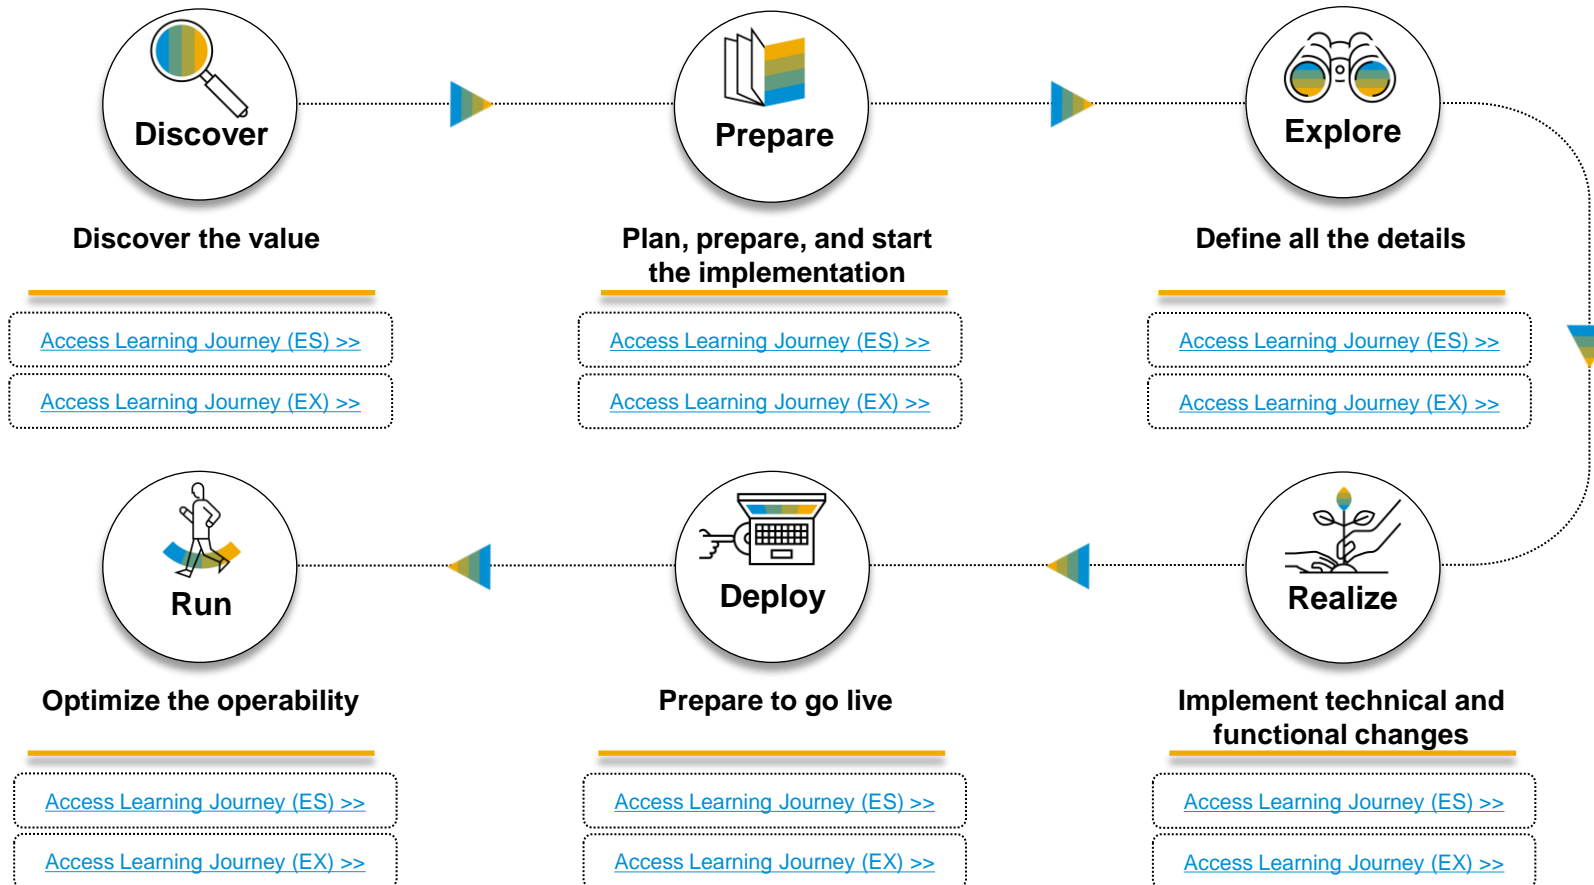 Discover
Prepare
Explore
Discover the value
Plan, prepare, and start
the implementation
Define all the details
Access Learning Journey (ES) >>
Access Learning Journey (ES) >>
Access Learning Journey (ES) >>
Access Learning Journey (EX) >>
Access Learning Journey (EX) >>
Access Learning Journey (EX) >>
Run
Deploy
Realize
Optimize the operability
Prepare to go live
Implement technical and
functional changes
Access Learning Journey (ES) >>
Access Learning Journey (ES) >>
Access Learning Journey (ES) >>
Access Learning Journey (EX) >>
Access Learning Journey (EX) >>
Access Learning Journey (EX) >>